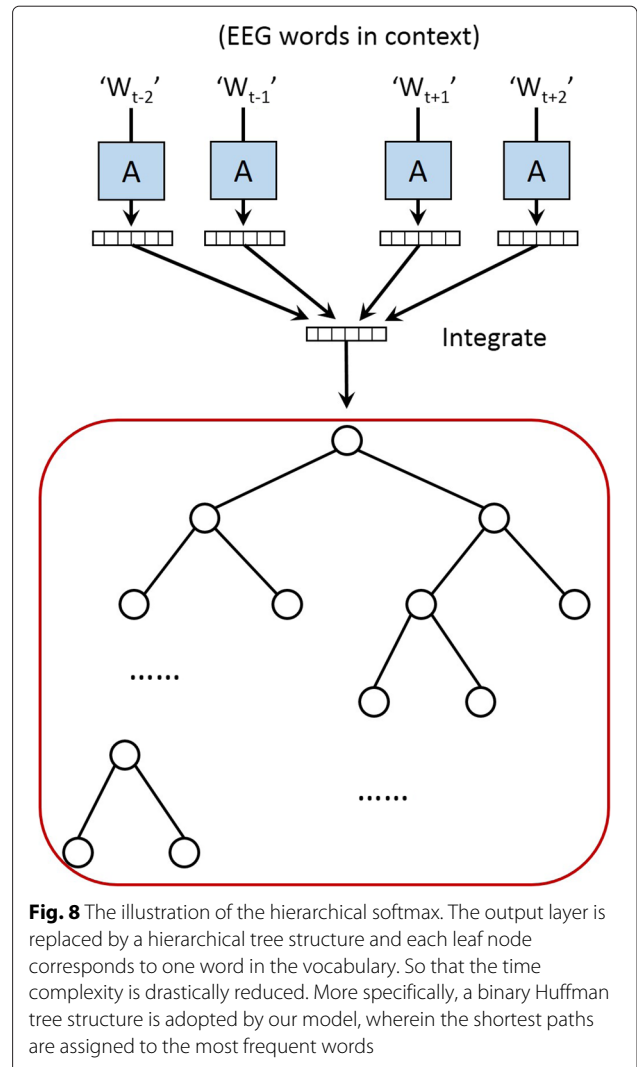 (EEG words in context)
‘W_{t-2}’ ‘W_{t-1}’ ‘W_{t+1}’ ‘W_{t+2}’
A A A A
Integrate
......
......
Fig. 8 The illustration of the hierarchical softmax. The output layer is
replaced by a hierarchical tree structure and each leaf node
corresponds to one word in the vocabulary. So that the time
complexity is drastically reduced. More specifically, a binary Huffman
tree structure is adopted by our model, wherein the shortest paths
are assigned to the most frequent words